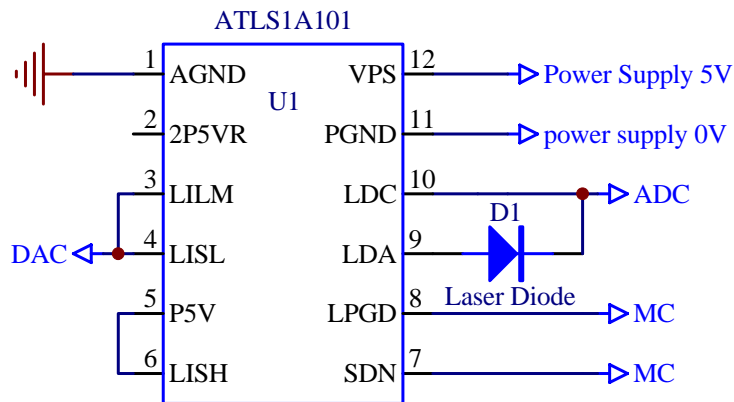 ATLS1A101
1 AGND VPS 12 Power Supply 5V
U1
2 2P5VR PGND 11 power supply 0V
3 LILM LDC 10 ADC
D1
DAC 4 LISL LDA 9
Laser Diode
5 P5V LPGD 8 MC
6 LISH SDN 7 MC